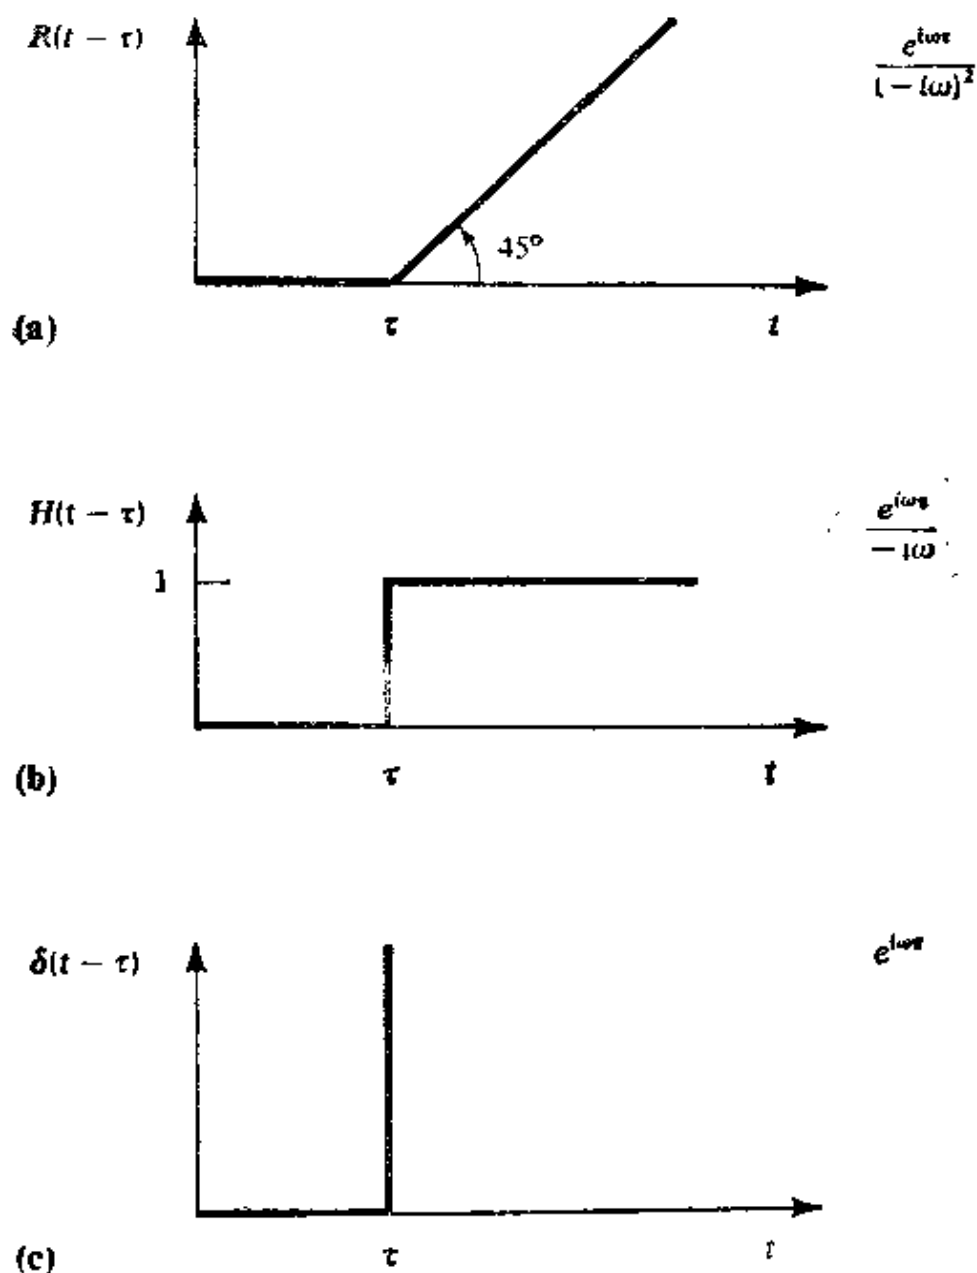 R(t − τ)
e^{iωτ}
(−iω)^2
45°
τ
t
(a)
H(t − τ)
e^{iωτ}
−iω
1
τ
t
(b)
δ(t − τ)
e^{iωτ}
τ
t
(c)